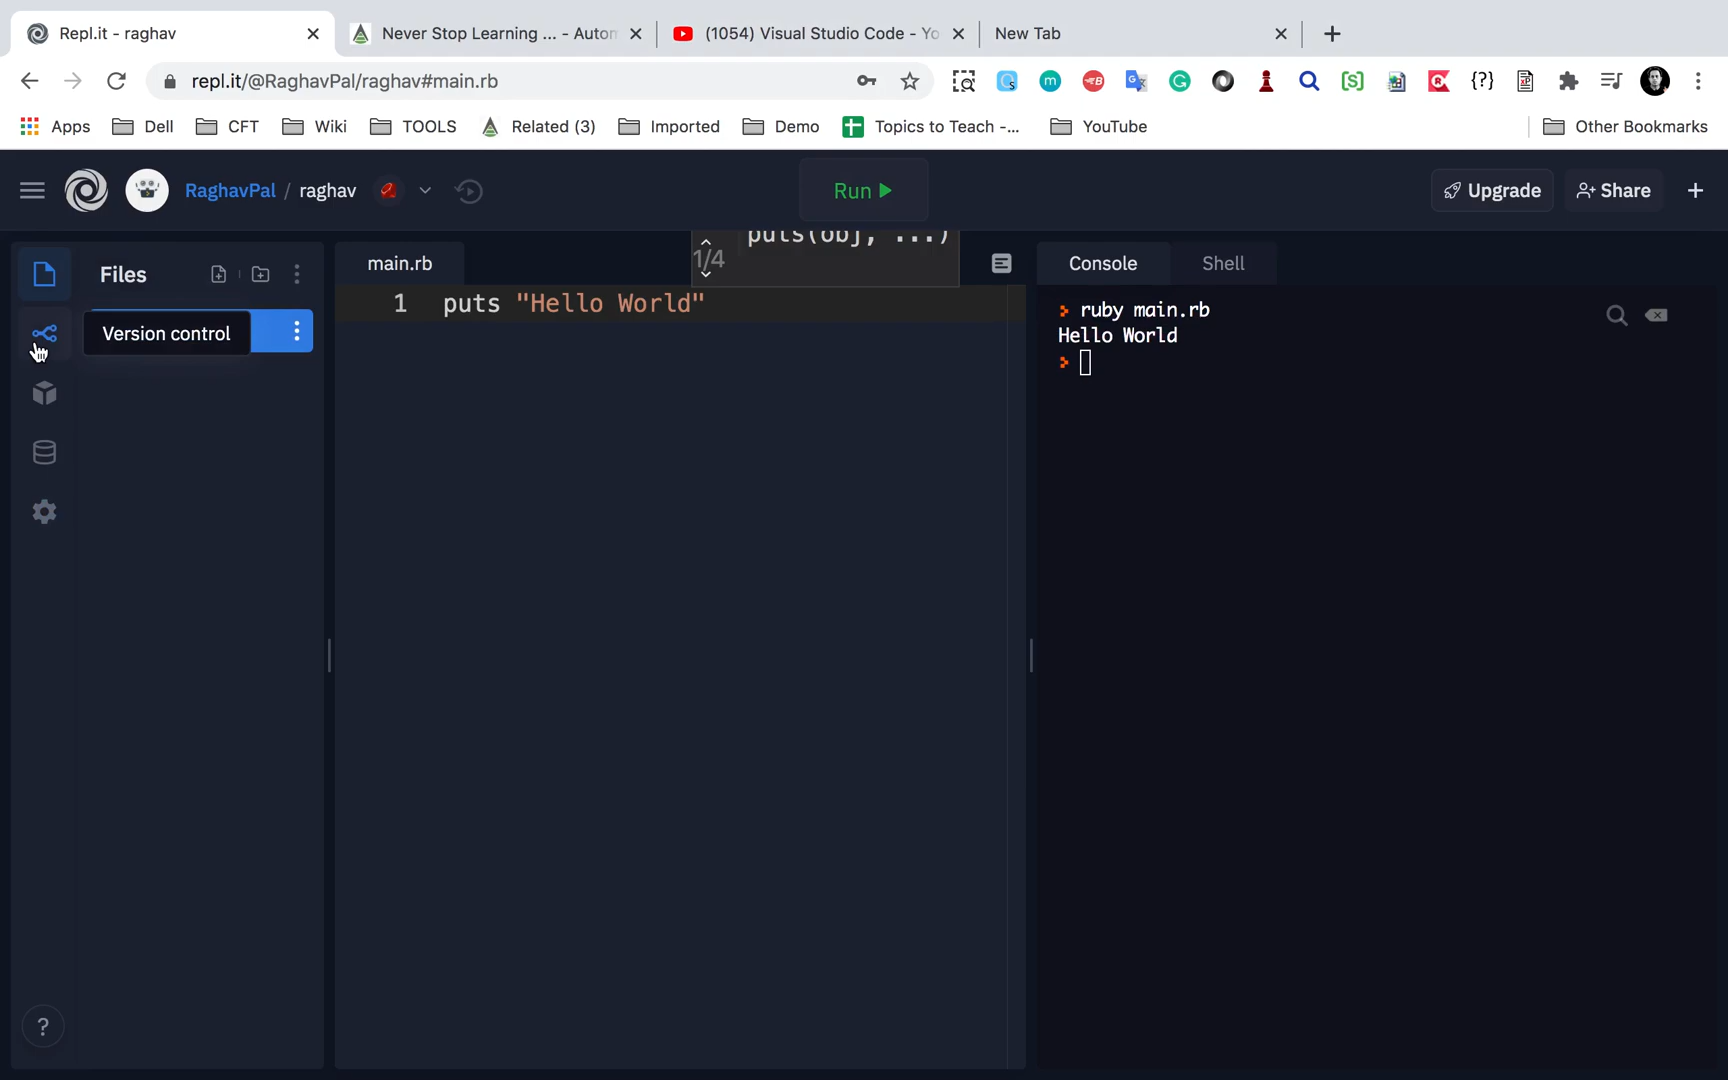 Repl.it - raghav
Never Stop Learning ... - Autom
(1054) Visual Studio Code - Yo
New Tab
repl.it/@RaghavPal/raghav#main.rb
Apps
Dell
CFT
Wiki
TOOLS
Related (3)
Imported
Demo
Topics to Teach -...
YouTube
Other Bookmarks
RaghavPal / raghav
Run
Upgrade
Share
Files
Version control
main.rb
puts(obj, ...)
1/4
1 puts "Hello World"
Console
Shell
ruby main.rb
Hello World
?